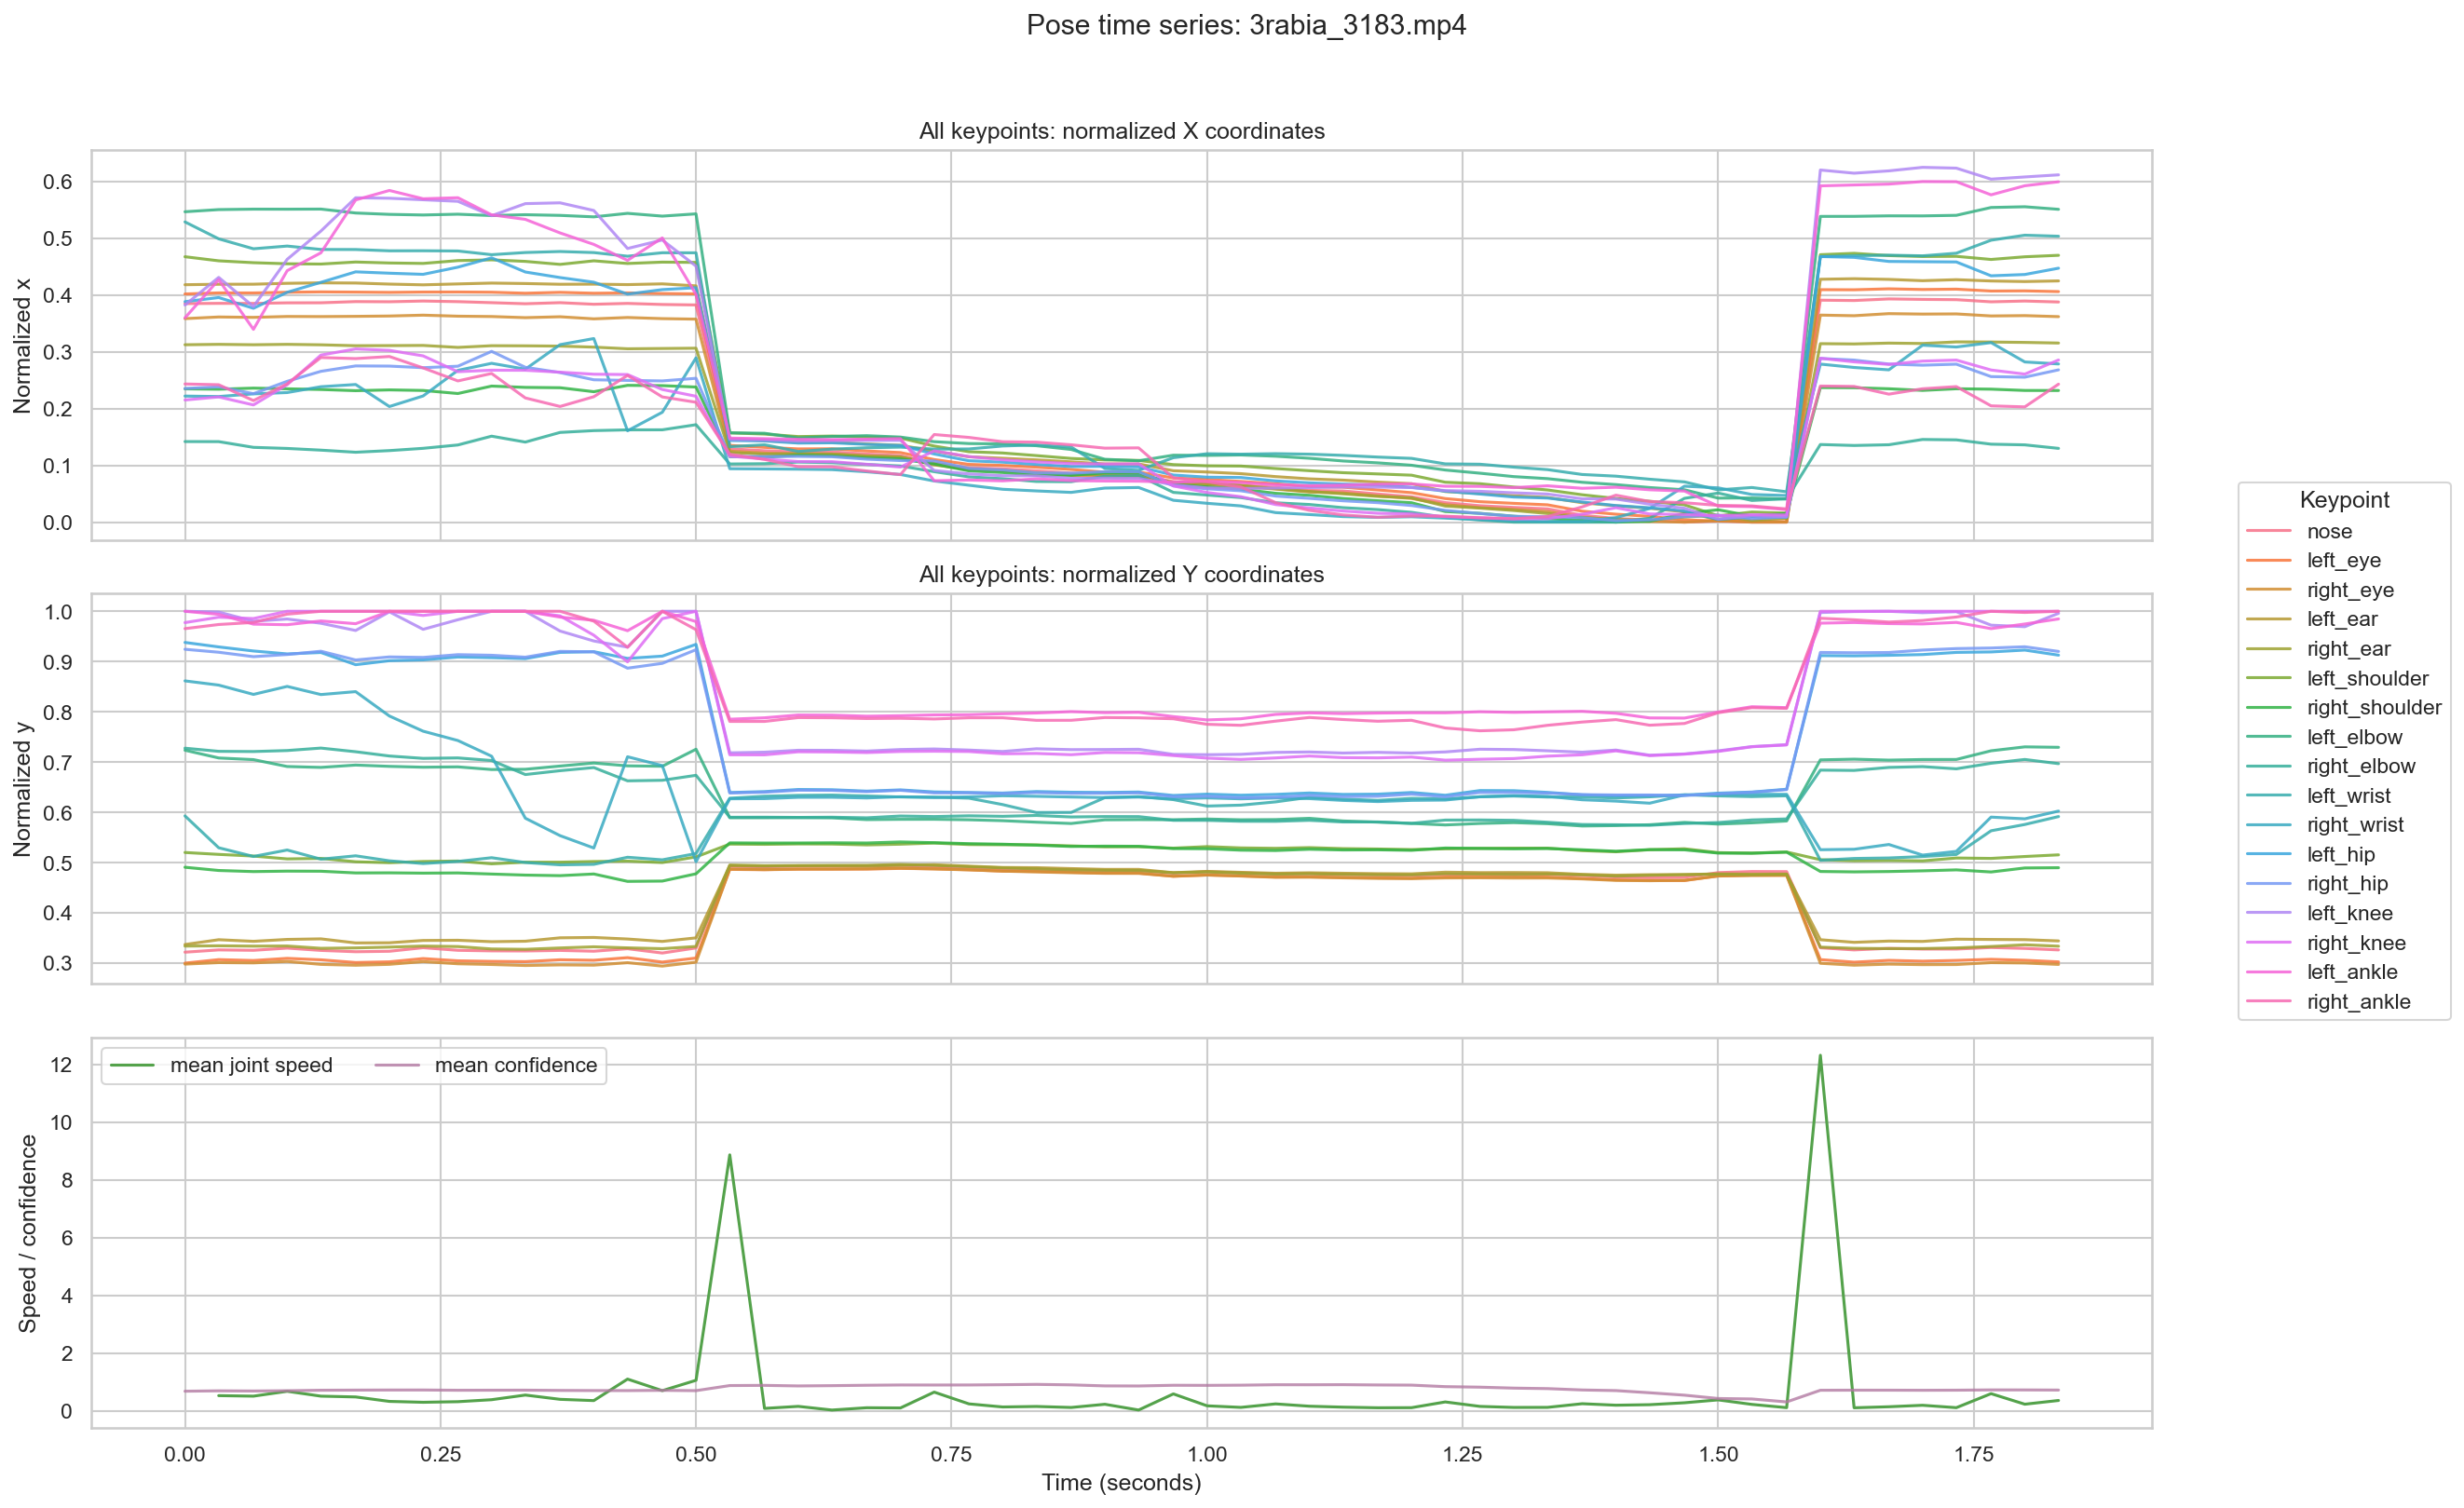 Pose time series: 3rabia_3183.mp4
All keypoints: normalized X coordinates
Normalized x
0.6
0.5
0.4
0.3
0.2
0.1
0.0
All keypoints: normalized Y coordinates
Normalized y
1.0
0.9
0.8
0.7
0.6
0.5
0.4
0.3
Keypoint
nose
left_eye
right_eye
left_ear
right_ear
left_shoulder
right_shoulder
left_elbow
right_elbow
left_wrist
right_wrist
left_hip
right_hip
left_knee
right_knee
left_ankle
right_ankle
mean joint speed mean confidence
Speed / confidence
12
10
8
6
4
2
0
0.00 0.25 0.50 0.75 1.00 1.25 1.50 1.75
Time (seconds)